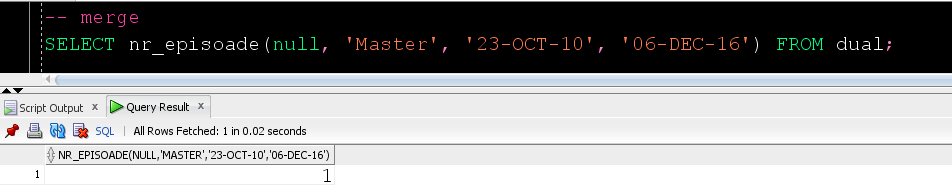 -- merge
SELECT nr_episoade(null, 'Master', '23-OCT-10', '06-DEC-16') FROM dual;
Script Output x Query Result x
SQL | All Rows Fetched: 1 in 0.02 seconds
NR_EPISOADE(NULL,'MASTER','23-OCT-10','06-DEC-16')
1 1